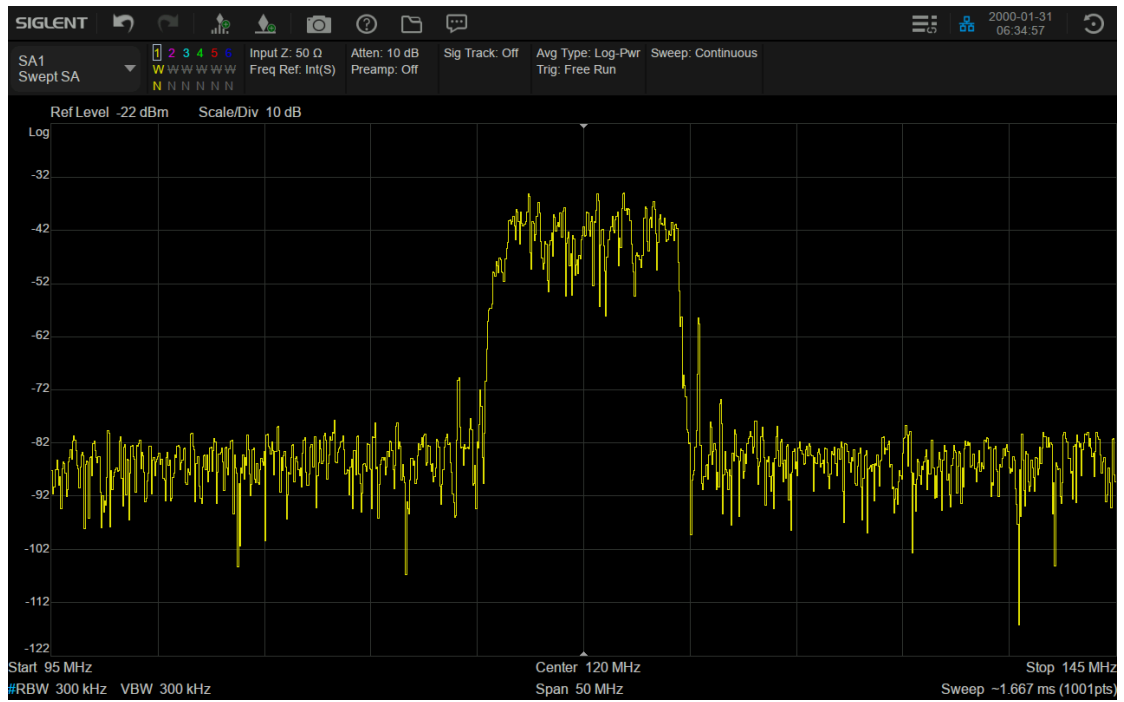 SIGLENT 2000-01-31
06:34:57
SA1
Swept SA
1 2 3 4 5 6
W W W W W W
N N N N N N
Input Z: 50 Ω
Freq Ref: Int(S)
Atten: 10 dB
Preamp: Off
Sig Track: Off
Avg Type: Log-Pwr
Trig: Free Run
Sweep: Continuous
Ref Level -22 dBm Scale/Div 10 dB
Log
-32
-42
-52
-62
-72
-82
-92
-102
-112
-122
Start 95 MHz Center 120 MHz Stop 145 MHz
#RBW 300 kHz VBW 300 kHz Span 50 MHz Sweep ~1.667 ms (1001pts)